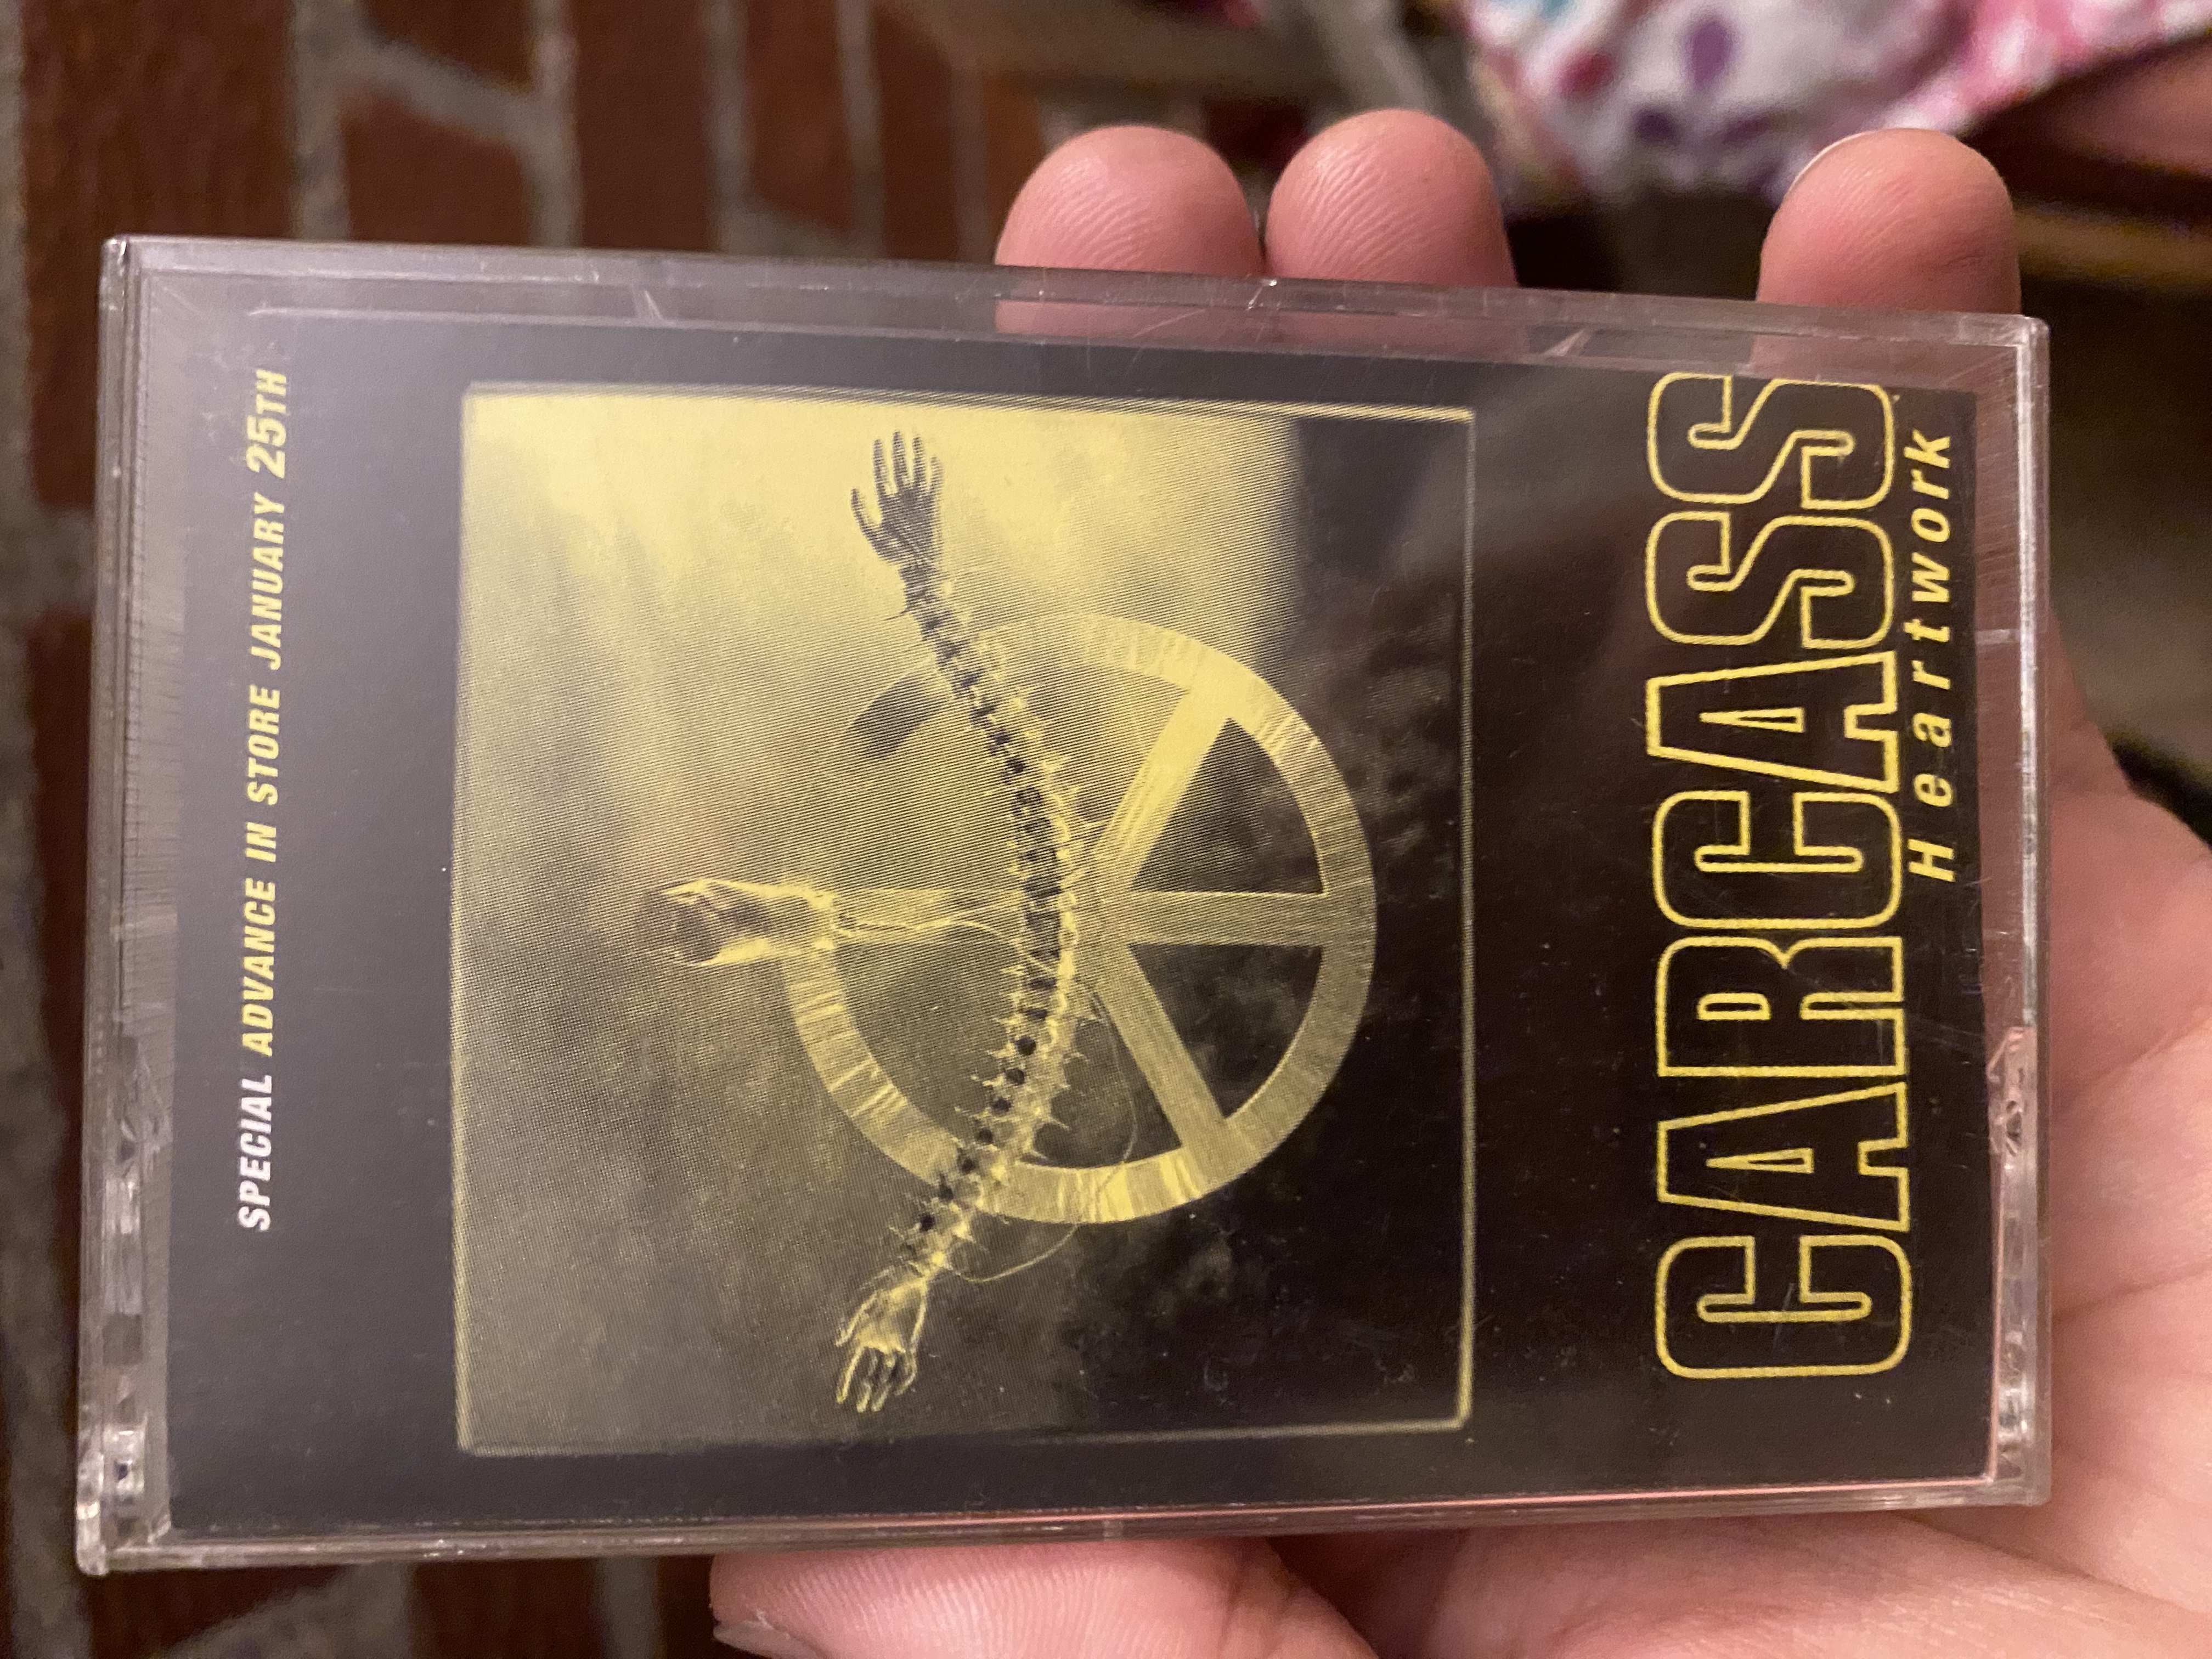 CARCASS
Heartwork
SPECIAL ADVANCE IN STORE JANUARY 25TH